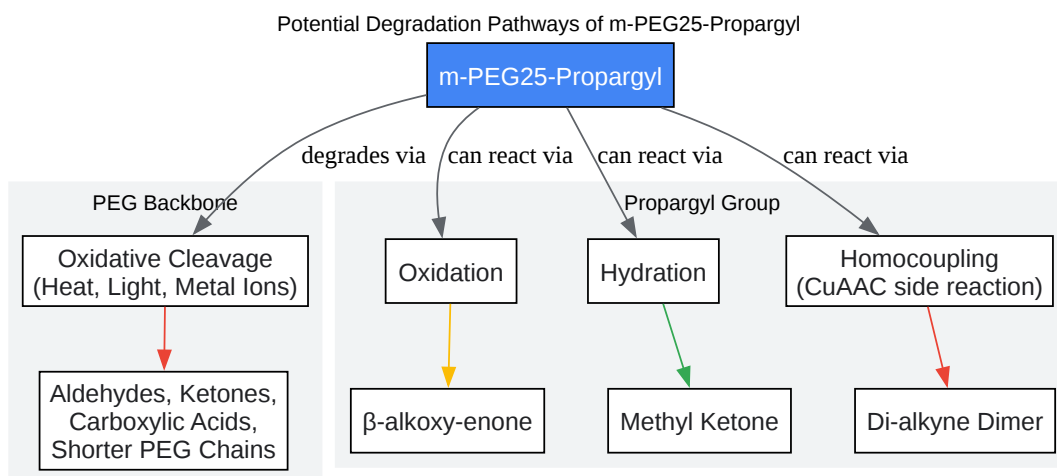 Potential Degradation Pathways of m-PEG25-Propargyl
m-PEG25-Propargyl
degrades via
can react via
can react via
can react via
PEG Backbone
Propargyl Group
Oxidative Cleavage
(Heat, Light, Metal Ions)
Oxidation
Hydration
Homocoupling
(CuAAC side reaction)
Aldehydes, Ketones,
Carboxylic Acids,
Shorter PEG Chains
β-alkoxy-enone
Methyl Ketone
Di-alkyne Dimer